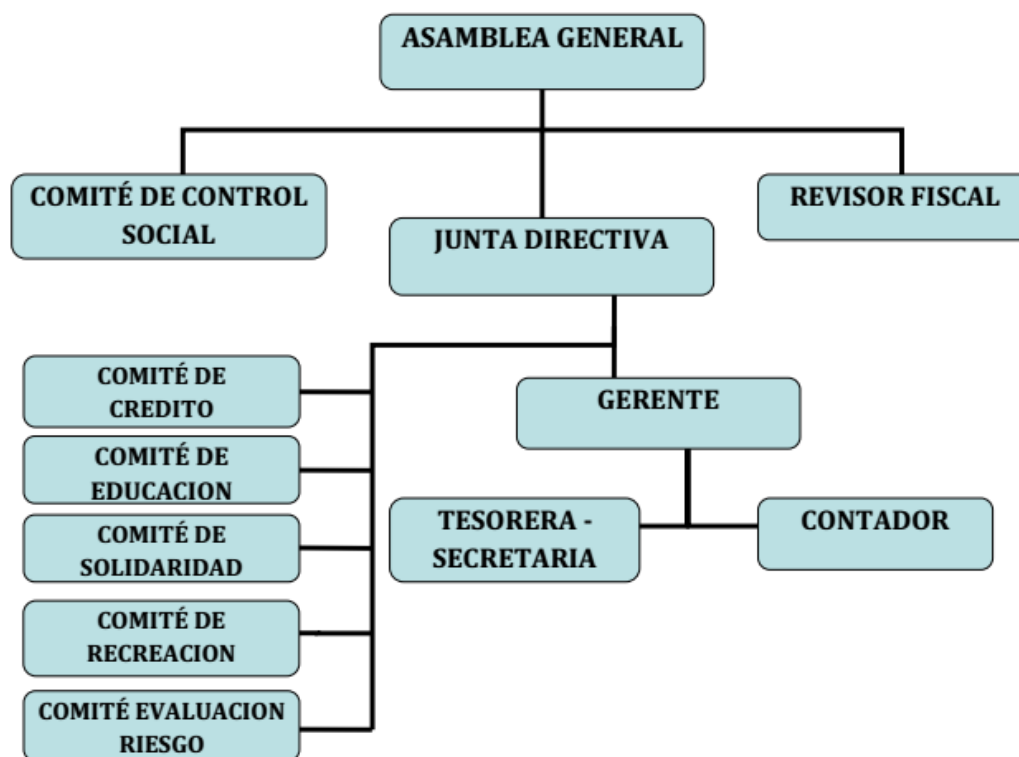 ASAMBLEA GENERAL
COMITÉ DE CONTROL
SOCIAL
JUNTA DIRECTIVA
REVISOR FISCAL
COMITÉ DE
CREDITO
COMITÉ DE
EDUCACION
COMITÉ DE
SOLIDARIDAD
COMITÉ DE
RECREACION
COMITÉ EVALUACION
RIESGO
GERENTE
TESORERA -
SECRETARIA
CONTADOR